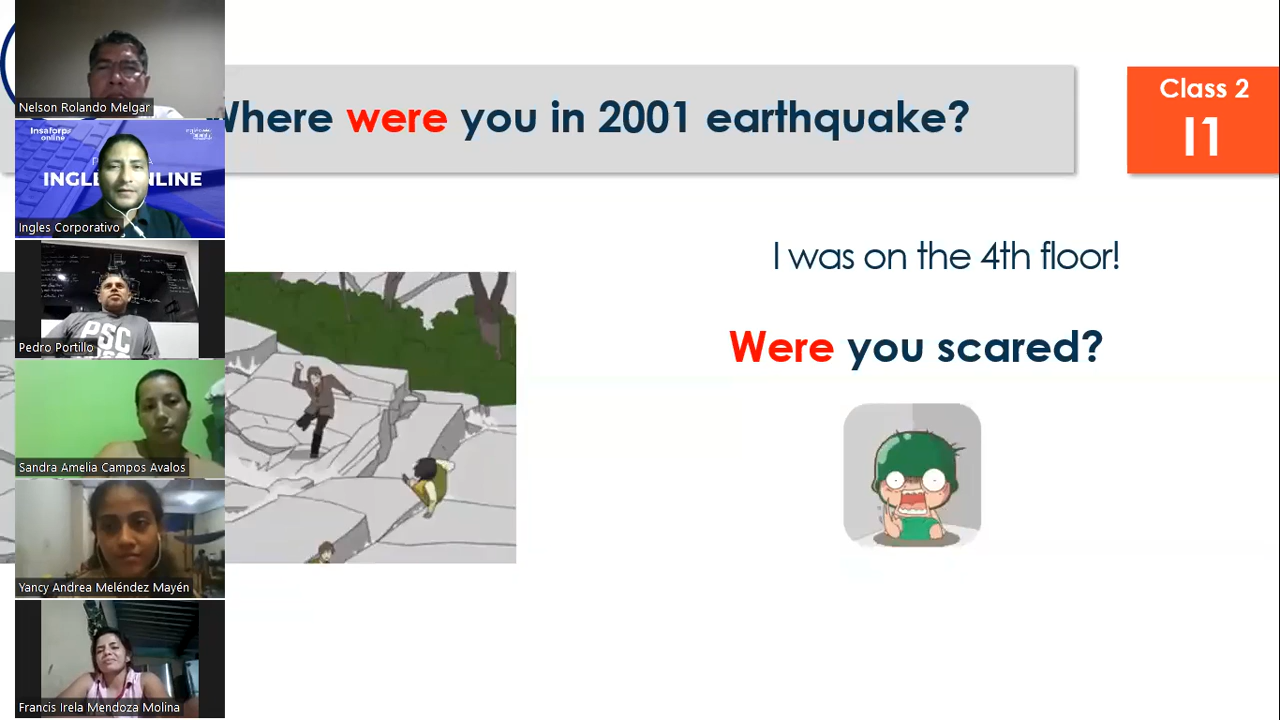 Where were you in 2001 earthquake?
Class 2
I1
I was on the 4th floor!
Were you scared?
Nelson Rolando Melgar
Insaforp
online
INGLE NLINE
Ingles Corporativo
PSC
Pedro Portillo
Sandra Amelia Campos Avalos
Yancy Andrea Meléndez Mayén
Francis Irela Mendoza Molina